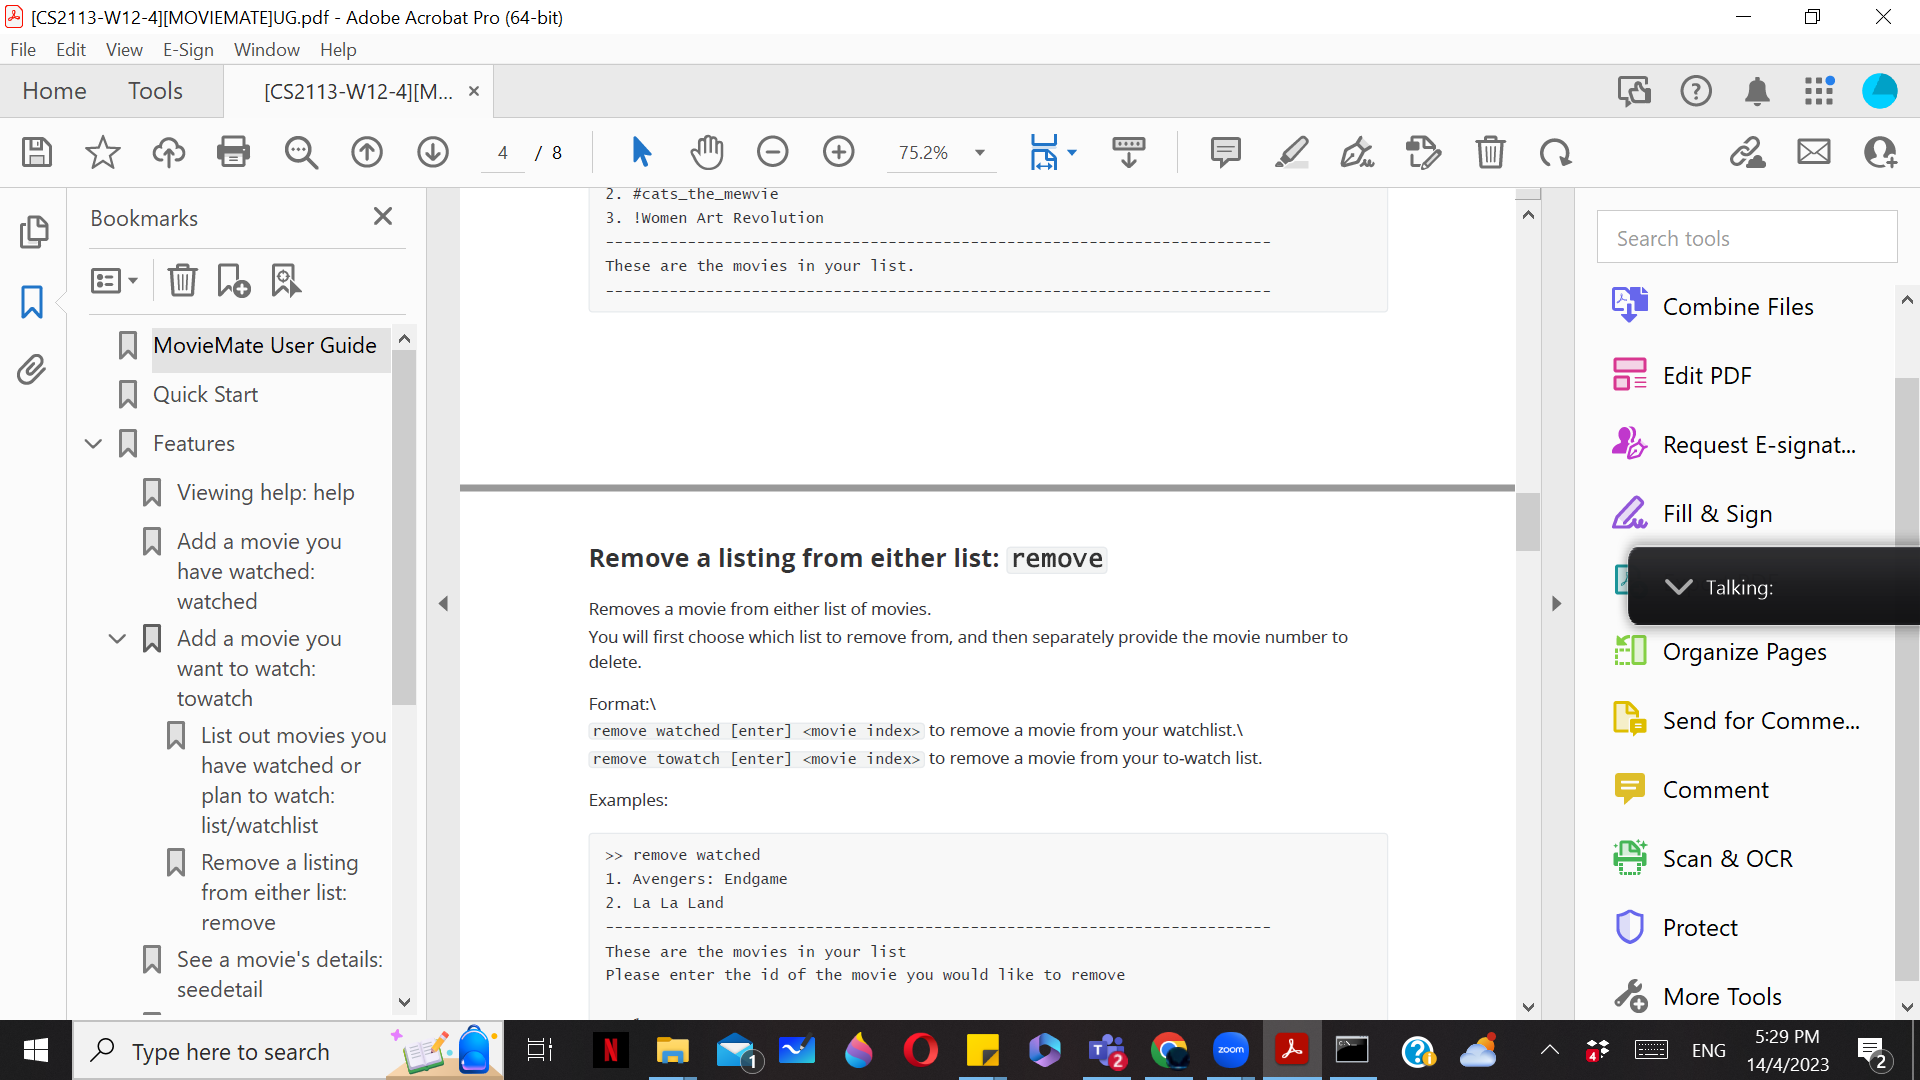 [CS2113-W12-4][MOVIEMATE]UG.pdf - Adobe Acrobat Pro (64-bit)
File Edit View E-Sign Window Help
Home Tools [CS2113-W12-4][M...
4 / 8 75.2%
Bookmarks
MovieMate User Guide
Quick Start
Features
Viewing help: help
Add a movie you
have watched:
watched
Add a movie you
want to watch:
towatch
List out movies you
have watched or
plan to watch:
list/watchlist
Remove a listing
from either list:
remove
See a movie's details:
seedetail
2. #cats_the_mewvie
3. !Women Art Revolution
-------------------------------------------------------------------------
These are the movies in your list.
-------------------------------------------------------------------------
Remove a listing from either list: remove
Removes a movie from either list of movies.
You will first choose which list to remove from, and then separately provide the movie number to
delete.
Format:\
remove watched [enter] <movie index> to remove a movie from your watchlist.\
remove towatch [enter] <movie index> to remove a movie from your to-watch list.
Examples:
>> remove watched
1. Avengers: Endgame
2. La La Land
-------------------------------------------------------------------------
These are the movies in your list
Please enter the id of the movie you would like to remove
Search tools
Combine Files
Edit PDF
Request E-signat...
Fill & Sign
Talking:
Organize Pages
Send for Comme...
Comment
Scan & OCR
Protect
More Tools
Type here to search
N
1
2
zoom
4
ENG
5:29 PM
14/4/2023
2